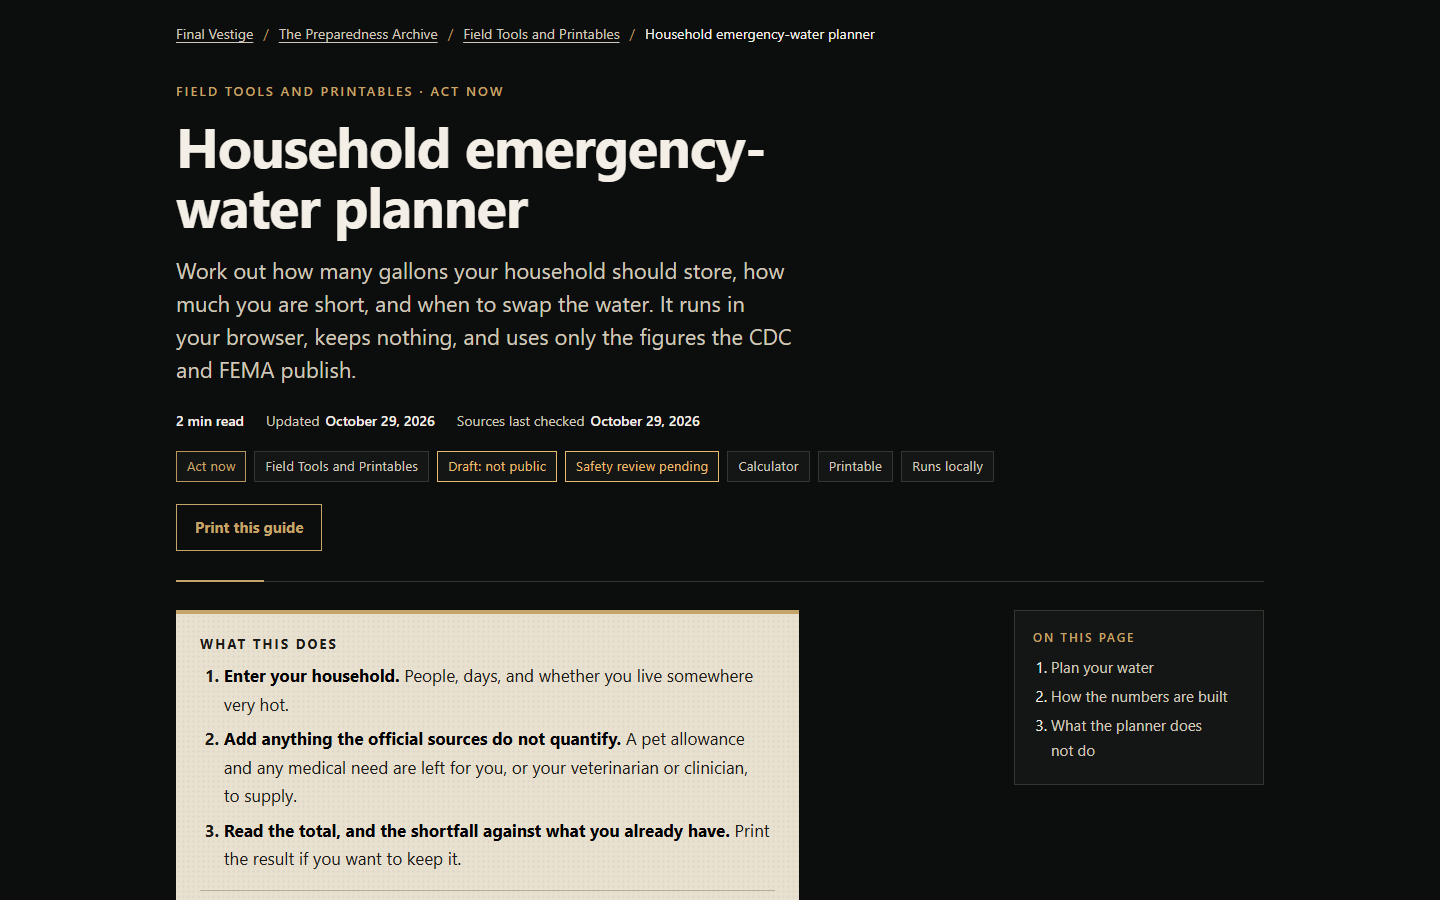 Final Vestige / The Preparedness Archive / Field Tools and Printables / Household emergency-water planner
FIELD TOOLS AND PRINTABLES · ACT NOW
Household emergency-
water planner
Work out how many gallons your household should store, how
much you are short, and when to swap the water. It runs in
your browser, keeps nothing, and uses only the figures the CDC
and FEMA publish.
2 min read Updated October 29, 2026 Sources last checked October 29, 2026
Act now Field Tools and Printables Draft: not public Safety review pending Calculator Printable Runs locally
Print this guide
WHAT THIS DOES
1. Enter your household. People, days, and whether you live somewhere
very hot.
2. Add anything the official sources do not quantify. A pet allowance
and any medical need are left for you, or your veterinarian or clinician,
to supply.
3. Read the total, and the shortfall against what you already have. Print
the result if you want to keep it.
ON THIS PAGE
1. Plan your water
2. How the numbers are built
3. What the planner does
not do